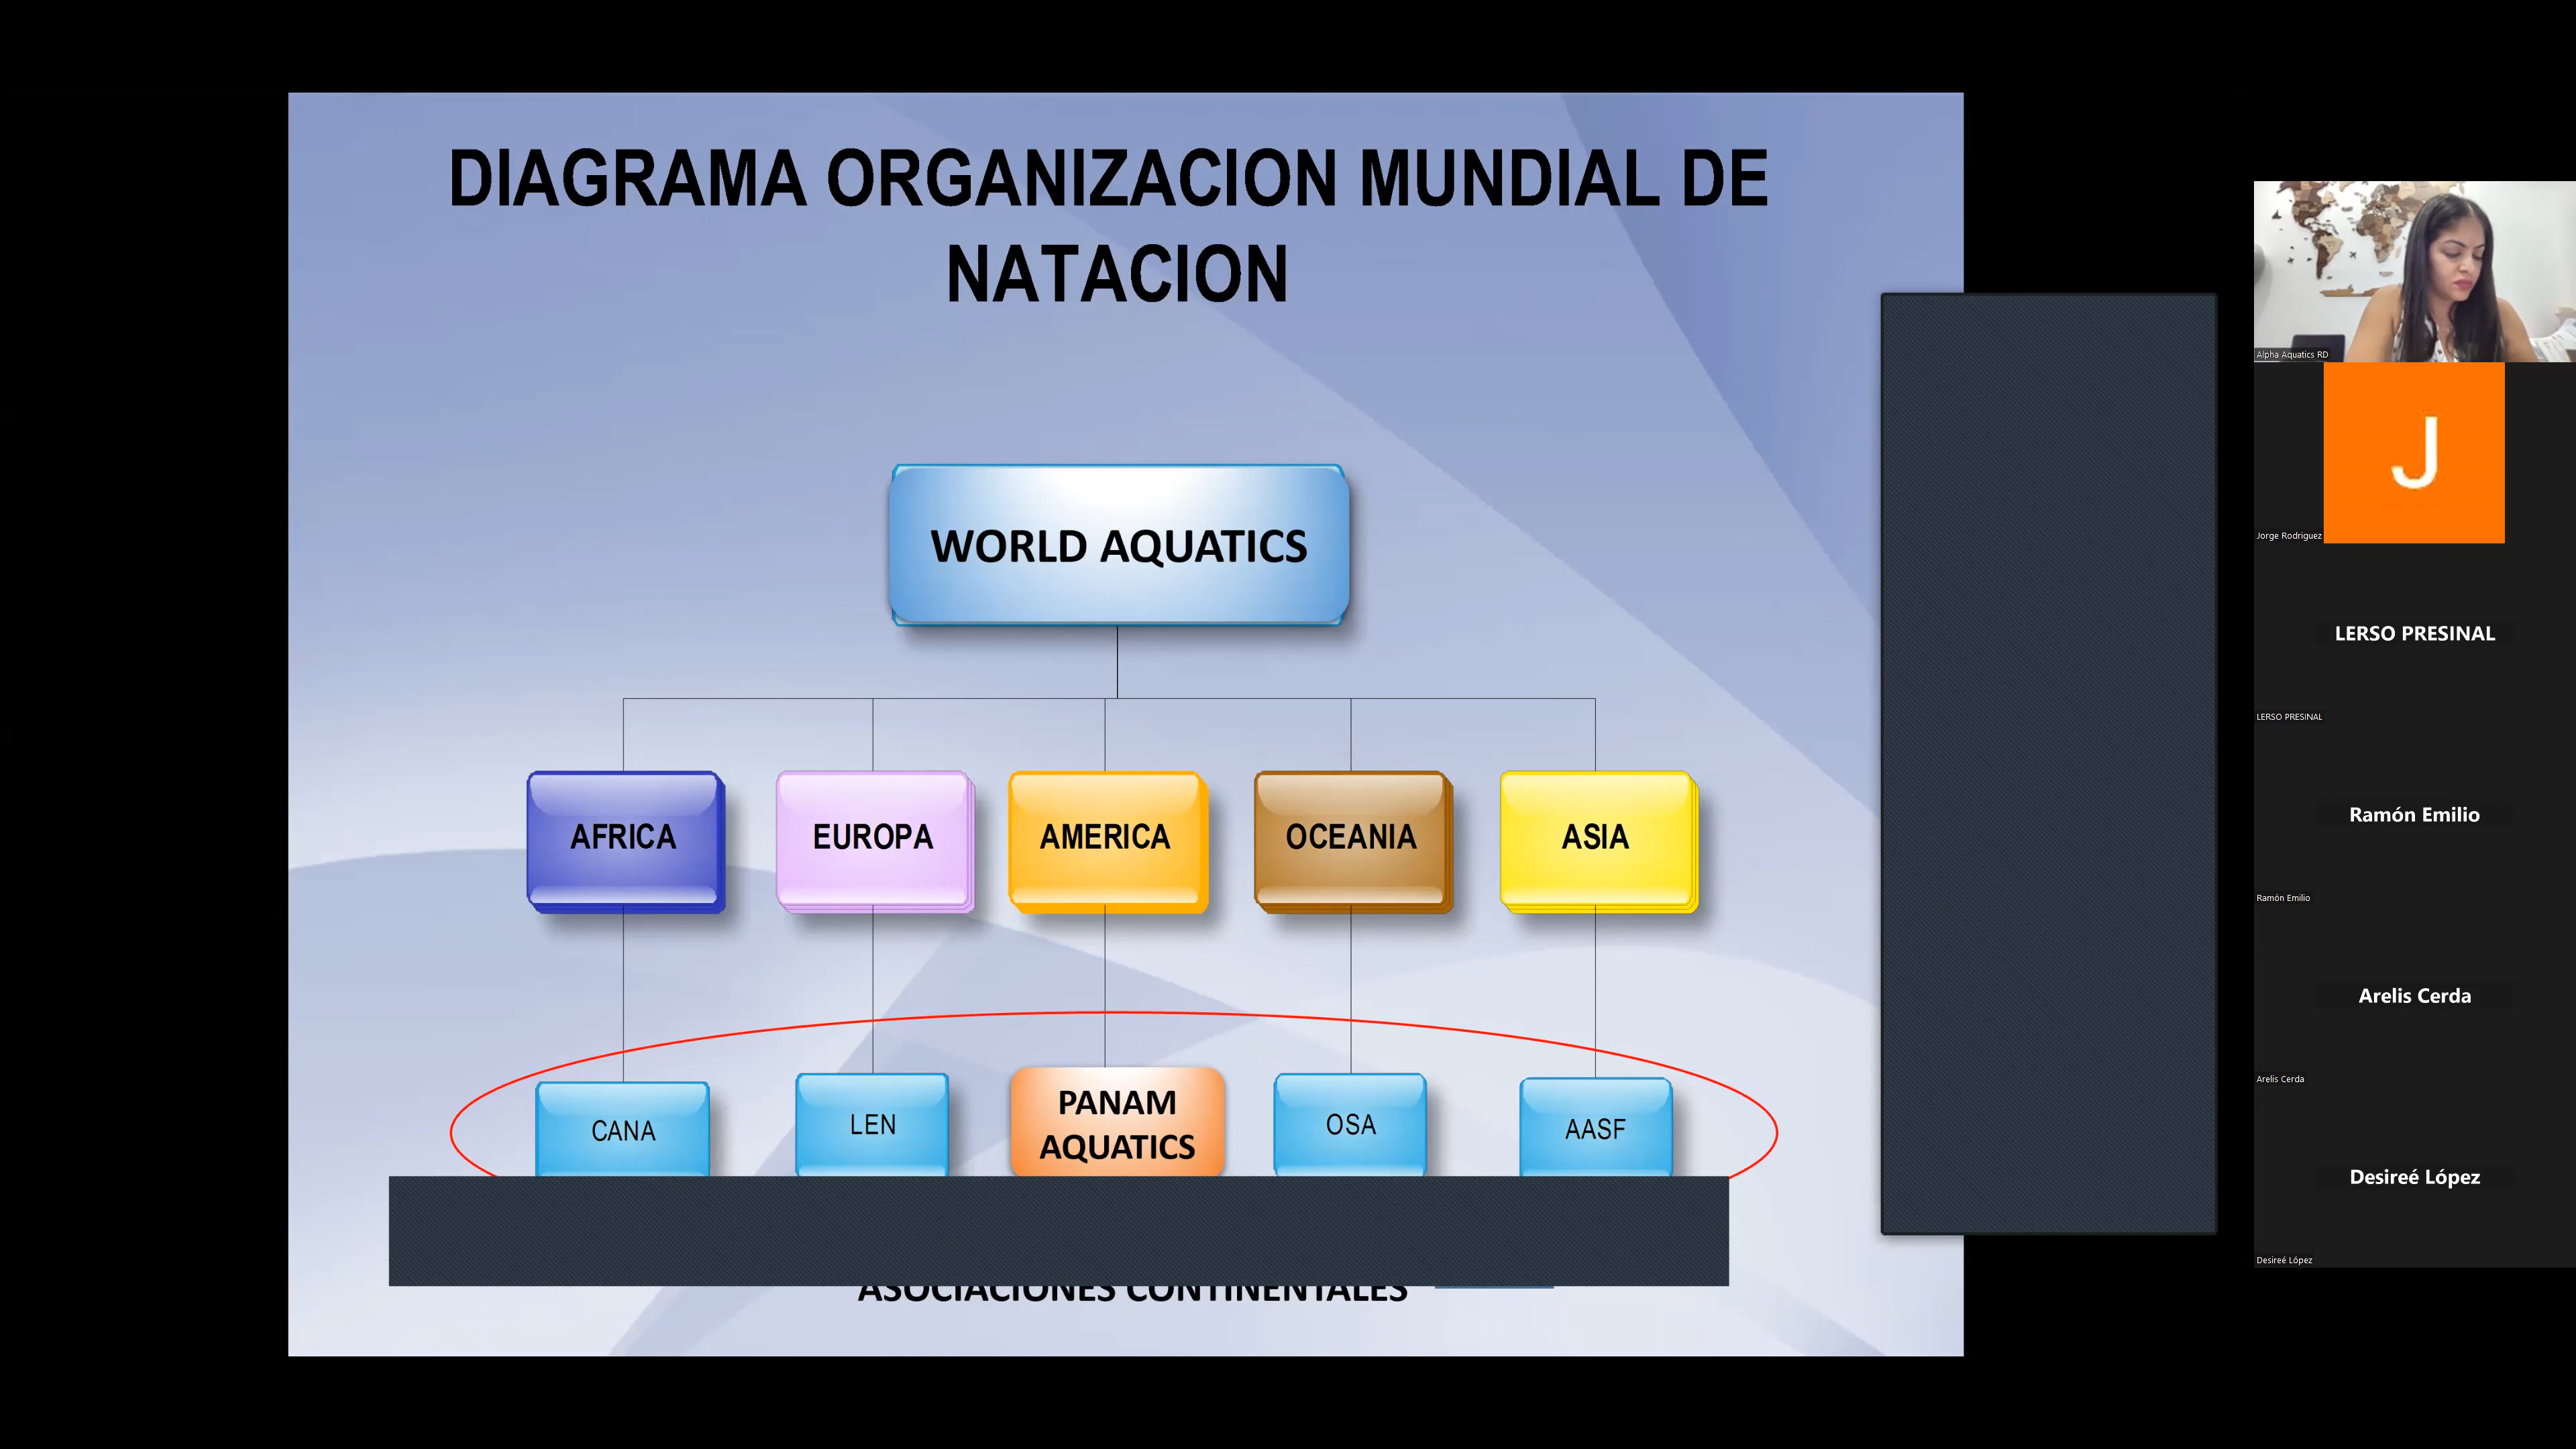 DIAGRAMA ORGANIZACION MUNDIAL DE
NATACION
WORLD AQUATICS
AFRICA
EUROPA
AMERICA
OCEANIA
ASIA
CANA
LEN
PANAM
AQUATICS
OSA
AASF
ASOCIACIONES CONTINENTALES
Alpha Aquatics RD
J
Jorge Rodriguez
LERSO PRESINAL
LERSO PRESINAL
Ramón Emilio
Ramón Emilio
Arelis Cerda
Arelis Cerda
Desireé López
Desireé López